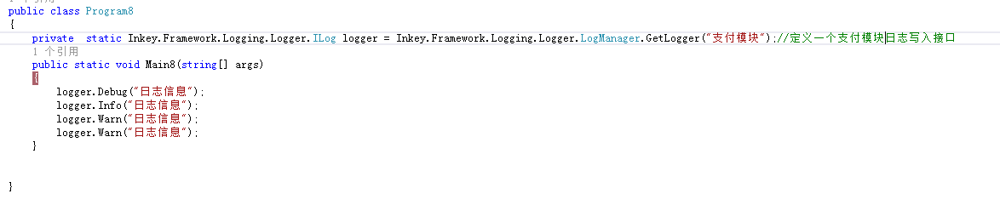 public class Program8
{
private  static Inkey.Framework.Logging.Logger.ILog logger = Inkey.Framework.Logging.Logger.LogManager.GetLogger("支付模块");//定义一个支付模块日志写入接口
1 个引用
public static void Main8(string[] args)
{
logger.Debug("日志信息");
logger.Info("日志信息");
logger.Warn("日志信息");
logger.Warn("日志信息");
}
}